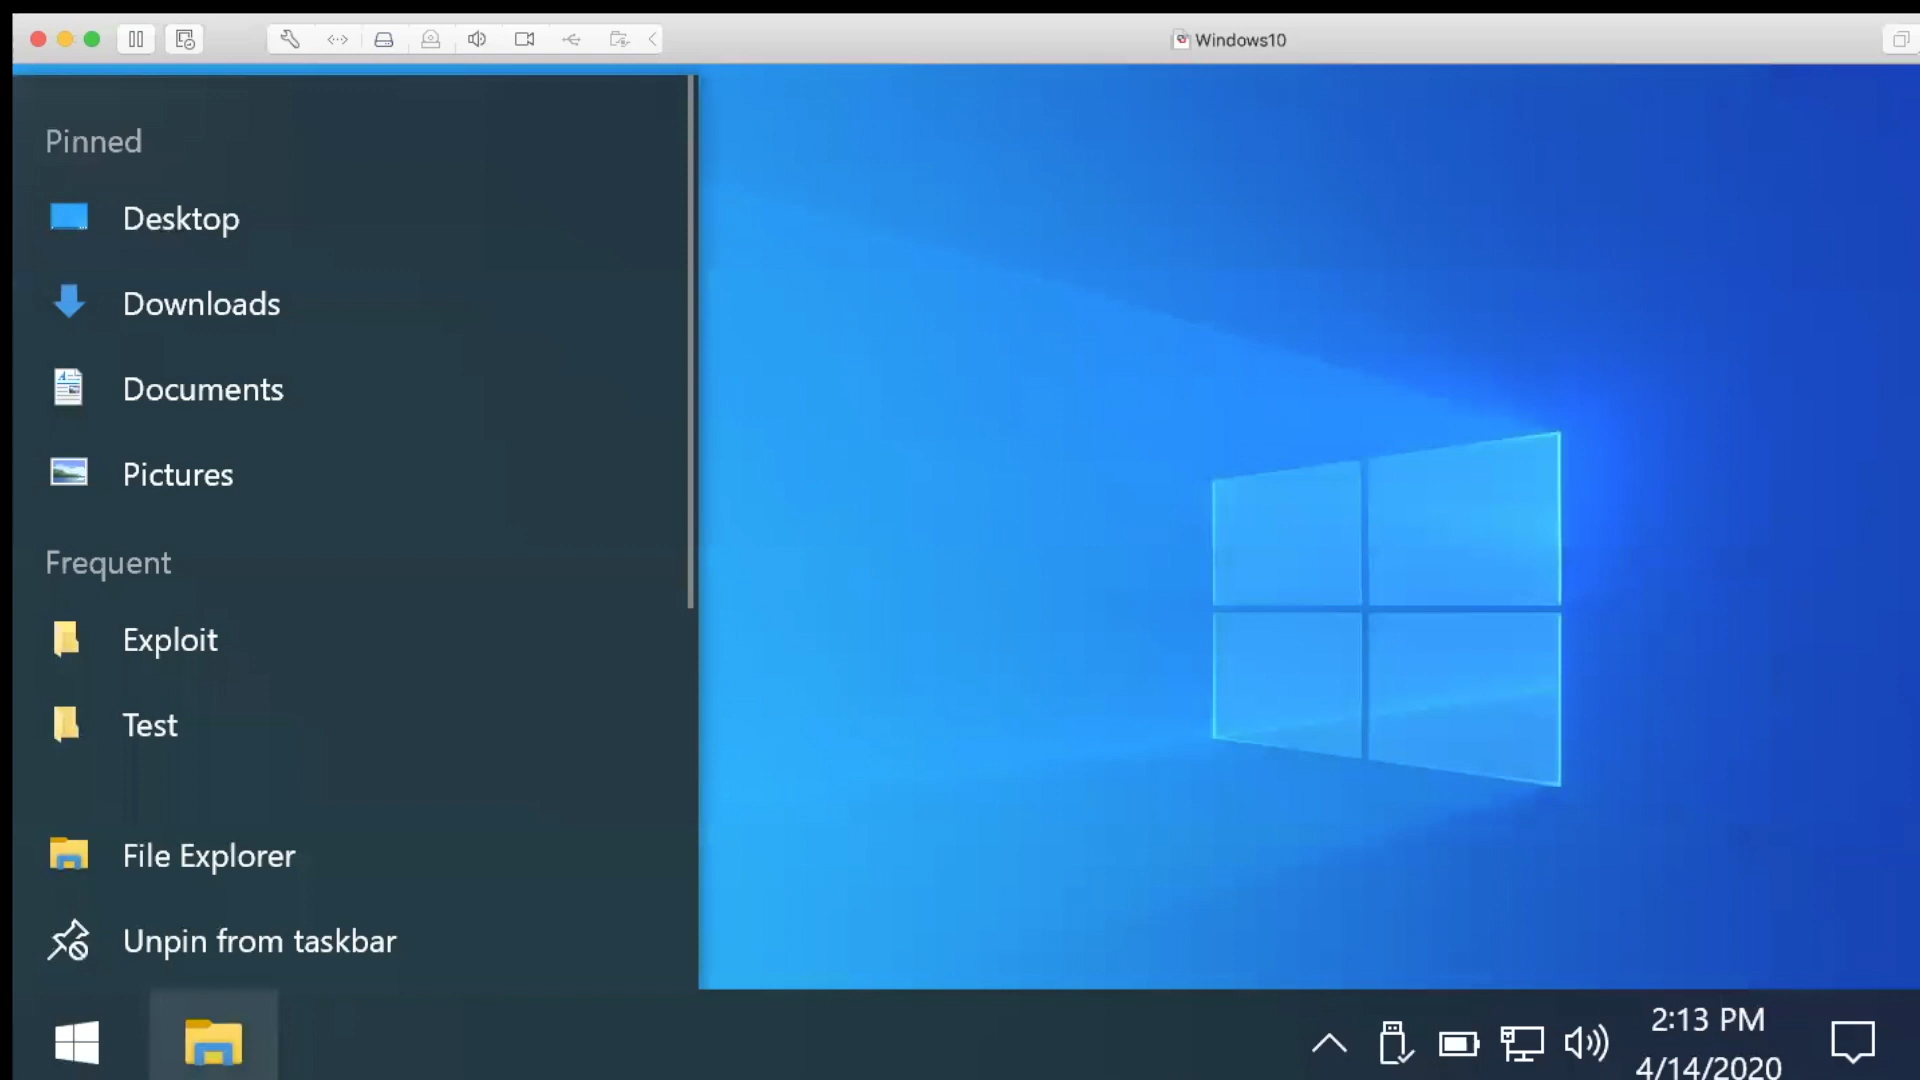 Windows10
Pinned
Desktop
Downloads
Documents
Pictures
Frequent
Exploit
Test
File Explorer
Unpin from taskbar
2:13 PM
4/14/2020